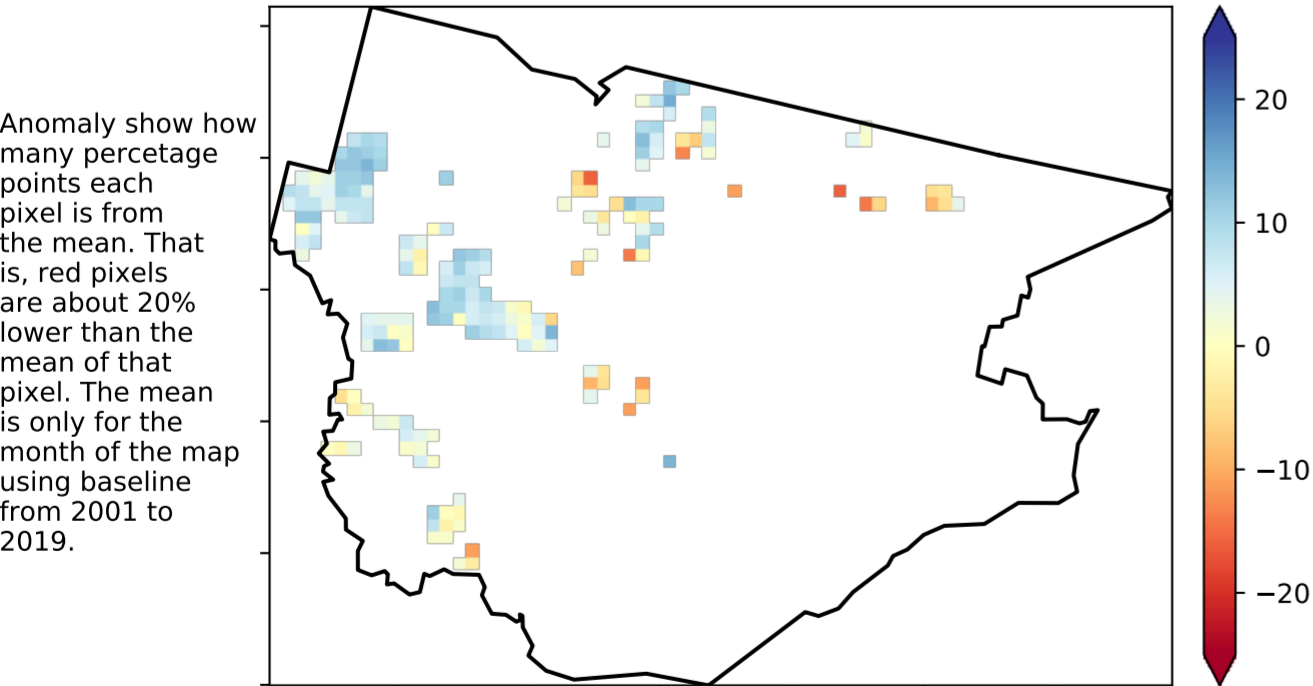 Anomaly show how
many percetage
points each
pixel is from
the mean. That
is, red pixels
are about 20%
lower than the
mean of that
pixel. The mean
is only for the
month of the map
using baseline
from 2001 to
2019.
20
10
0
−10
−20